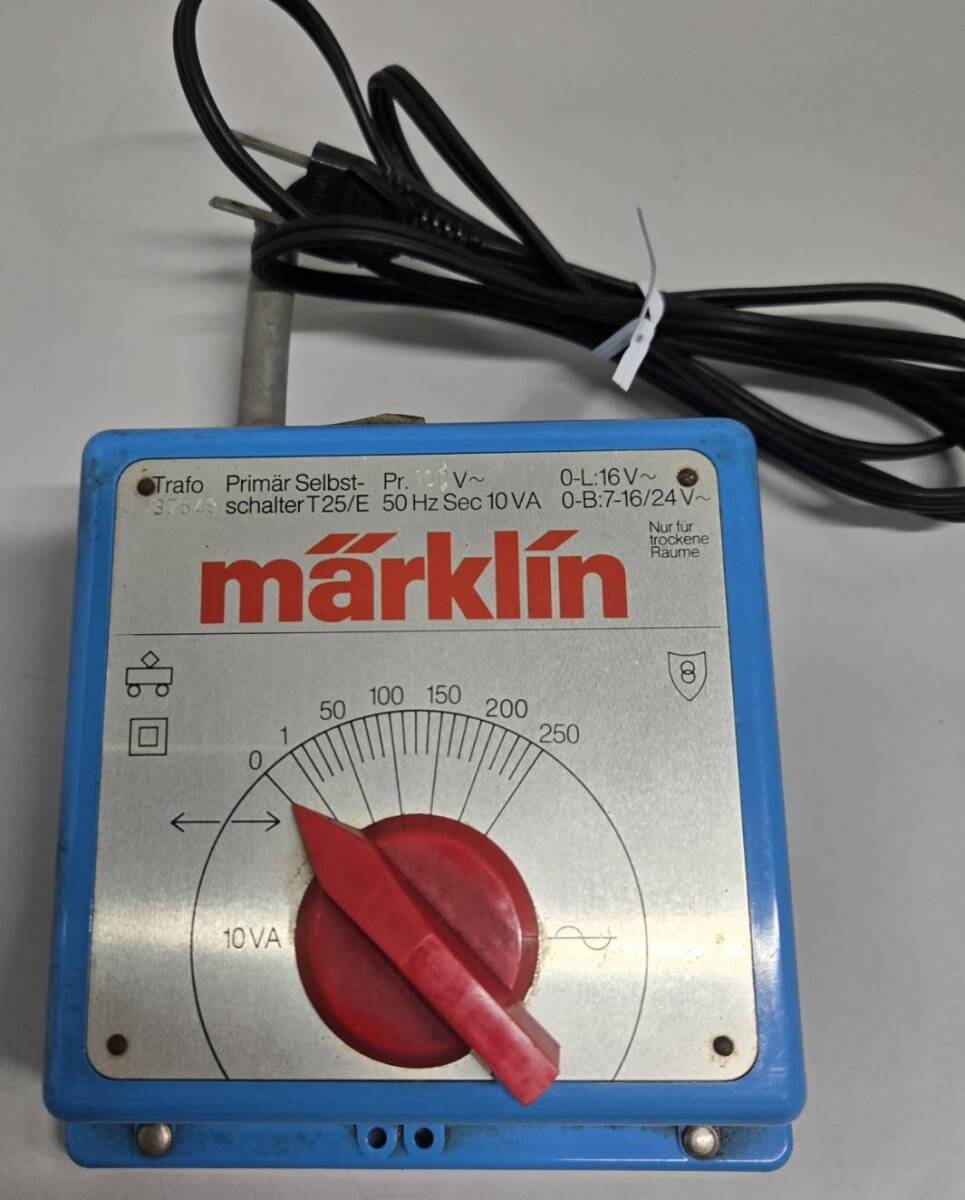 Trafo Primär Selbst- Pr. V~ 0-L:16 V~
schalter T25/E 50 Hz Sec 10 VA 0-B:7-16/24 V~
Nur für
trockene
Räume
märklin
0 1 50 100 150 200 250
10 VA